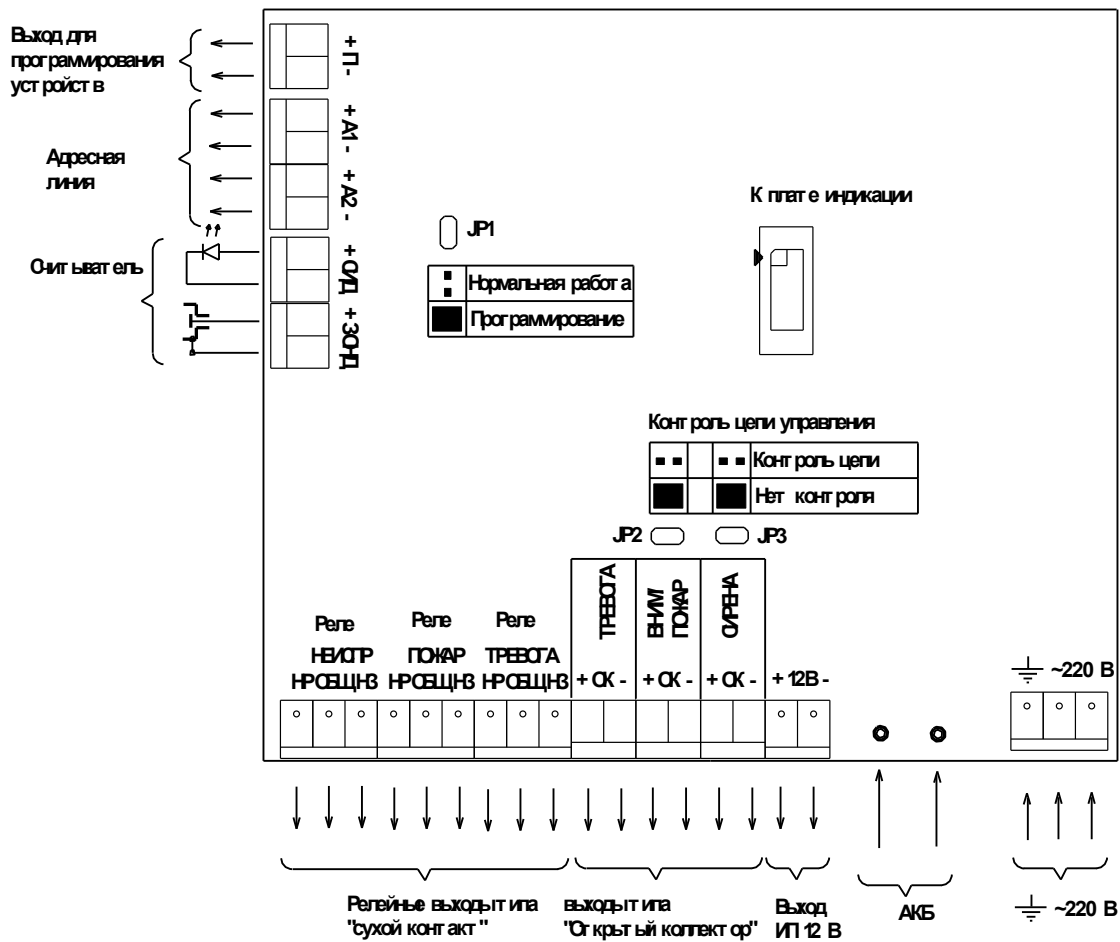 Выход для
программирования
устройств
+ П -
+ А1 -
Адресная
линия
+ А2 -
К плате индикации
JP1
Считыватель
+ СИД
Нормальная работа
Программирование
+ ЗОНД
Контроль цепи управления
Контроль цепи
Нет контроля
JP2
JP3
ТРЕВОГА
ВНИМ/
ПОЖАР
СИРЕНА
Реле Реле Реле
НЕИСПР ПОЖАР ТРЕВОГА
НР ОБЩ НЗ НР ОБЩ НЗ НР ОБЩ НЗ + ОК - + ОК - + ОК - + 12В -
~220 В
Релейные выходы типа
"сухой контакт"
выходы типа
"Открытый коллектор"
Выход
ИП 12 В
АКБ
~220 В